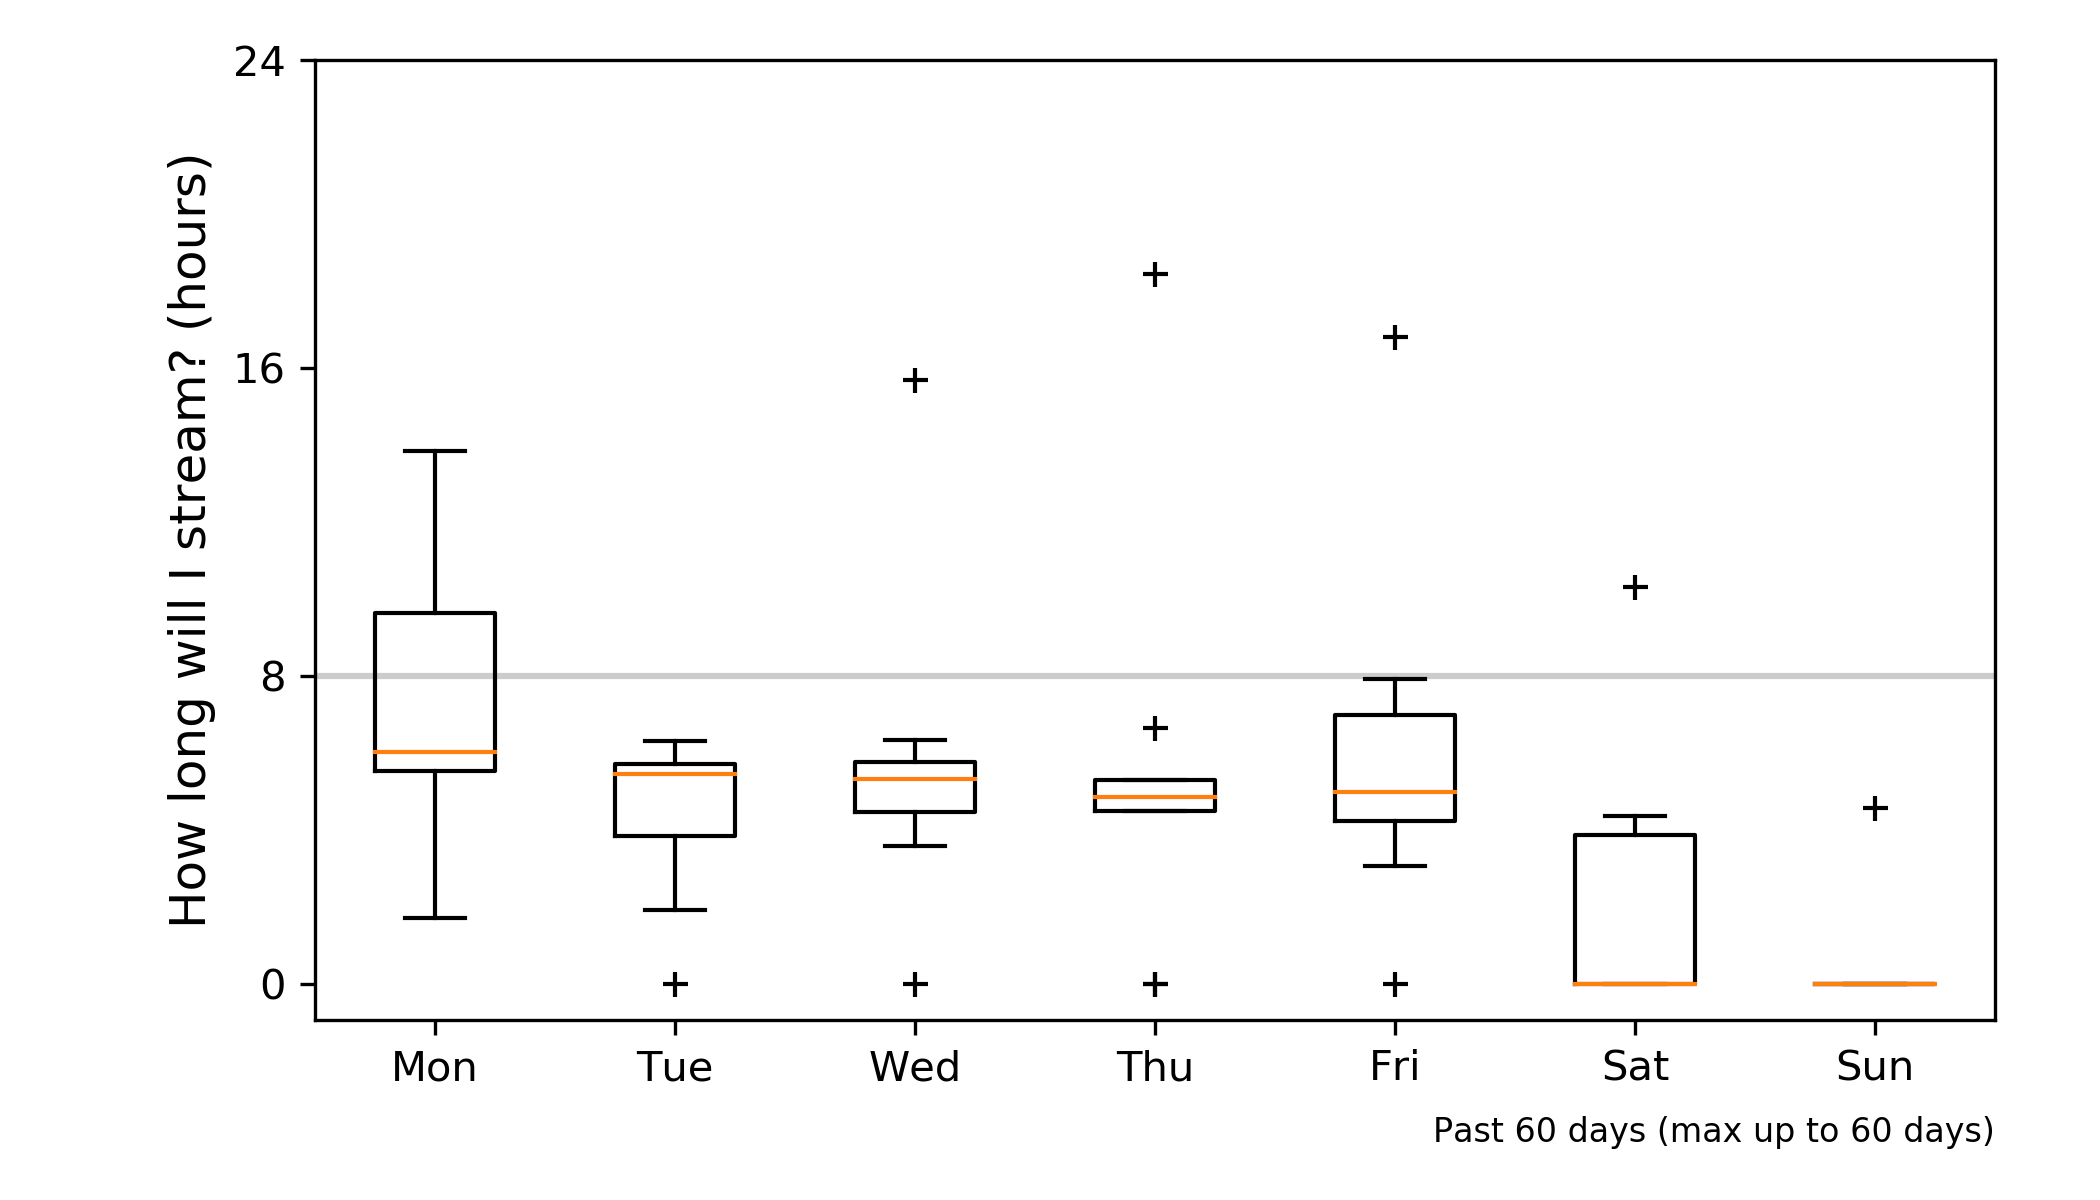 How long will I stream? (hours)
24
16
8
0
Mon Tue Wed Thu Fri Sat Sun
Past 60 days (max up to 60 days)